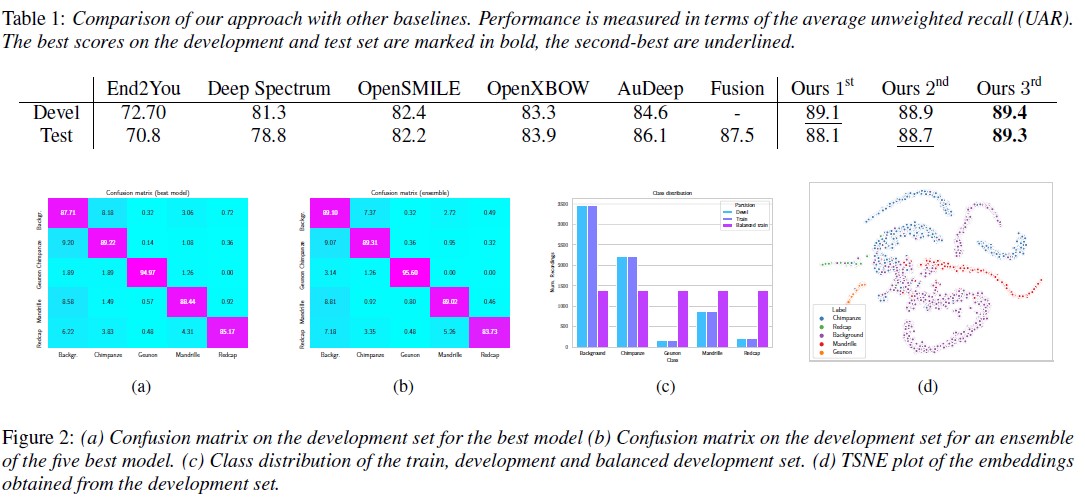 Table 1: Comparison of our approach with other baselines. Performance is measured in terms of the average unweighted recall (UAR).
The best scores on the development and test set are marked in bold, the second-best are underlined.
End2You Deep Spectrum OpenSMILE OpenXBOW AuDeep Fusion Ours 1st Ours 2nd Ours 3rd
Devel 72.70 81.3 82.4 83.3 84.6 - 89.1 88.9 89.4
Test 70.8 78.8 82.2 83.9 86.1 87.5 88.1 88.7 89.3
Confusion matrix (best model)
Backgr. 87.71 8.18 0.32 3.06 0.72
Chimpanze 9.20 89.22 0.14 1.08 0.36
Geunon 1.89 1.89 94.97 1.26 0.00
Mandrille 8.58 1.49 0.57 88.44 0.92
Redcap 6.22 3.83 0.48 4.31 85.17
Backgr. Chimpanze Geunon Mandrille Redcap
(a)
Confusion matrix (ensemble)
Backgr. 7.37 0.32 2.72 0.49
Chimpanze 9.07 89.31 0.36 0.95 0.32
Geunon 3.14 1.26 95.60 0.00 0.00
Mandrille 8.81 0.92 0.80 89.02 0.46
Redcap 7.18 3.35 0.48 5.26 83.73
Backgr. Chimpanze Geunon Mandrille Redcap
(b)
Class distribution
Partition
Devel
Train
Balanced train
Num. Recordings
3500
3000
2500
2000
1500
1000
500
0
Background Chimpanze Geunon Mandrille Redcap
Class
(c)
Label
Chimpanze
Redcap
Background
Mandrille
Geunon
(d)
Figure 2: (a) Confusion matrix on the development set for the best model (b) Confusion matrix on the development set for an ensemble
of the five best model. (c) Class distribution of the train, development and balanced development set. (d) TSNE plot of the embeddings
obtained from the development set.